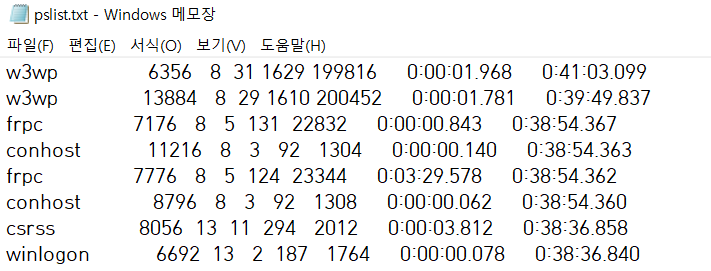 pslist.txt - Windows 메모장
파일(F) 편집(E) 서식(O) 보기(V) 도움말(H)
w3wp 6356 8 31 1629 199816 0:00:01.968 0:41:03.099
w3wp 13884 8 29 1610 200452 0:00:01.781 0:39:49.837
frpc 7176 8 5 131 22832 0:00:00.843 0:38:54.367
conhost 11216 8 3 92 1304 0:00:00.140 0:38:54.363
frpc 7776 8 5 124 23344 0:03:29.578 0:38:54.362
conhost 8796 8 3 92 1308 0:00:00.062 0:38:54.360
csrss 8056 13 11 294 2012 0:00:03.812 0:38:36.858
winlogon 6692 13 2 187 1764 0:00:00.078 0:38:36.840